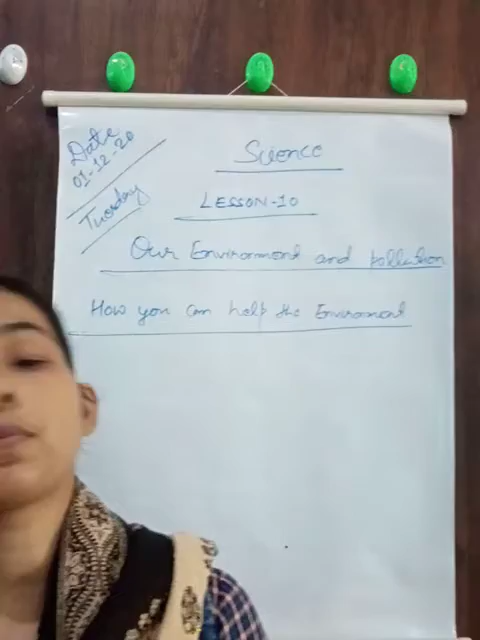 Date
01-12-20
Tuesday
Science
LESSON-10
Our Environment and pollution
How you can help the Environment